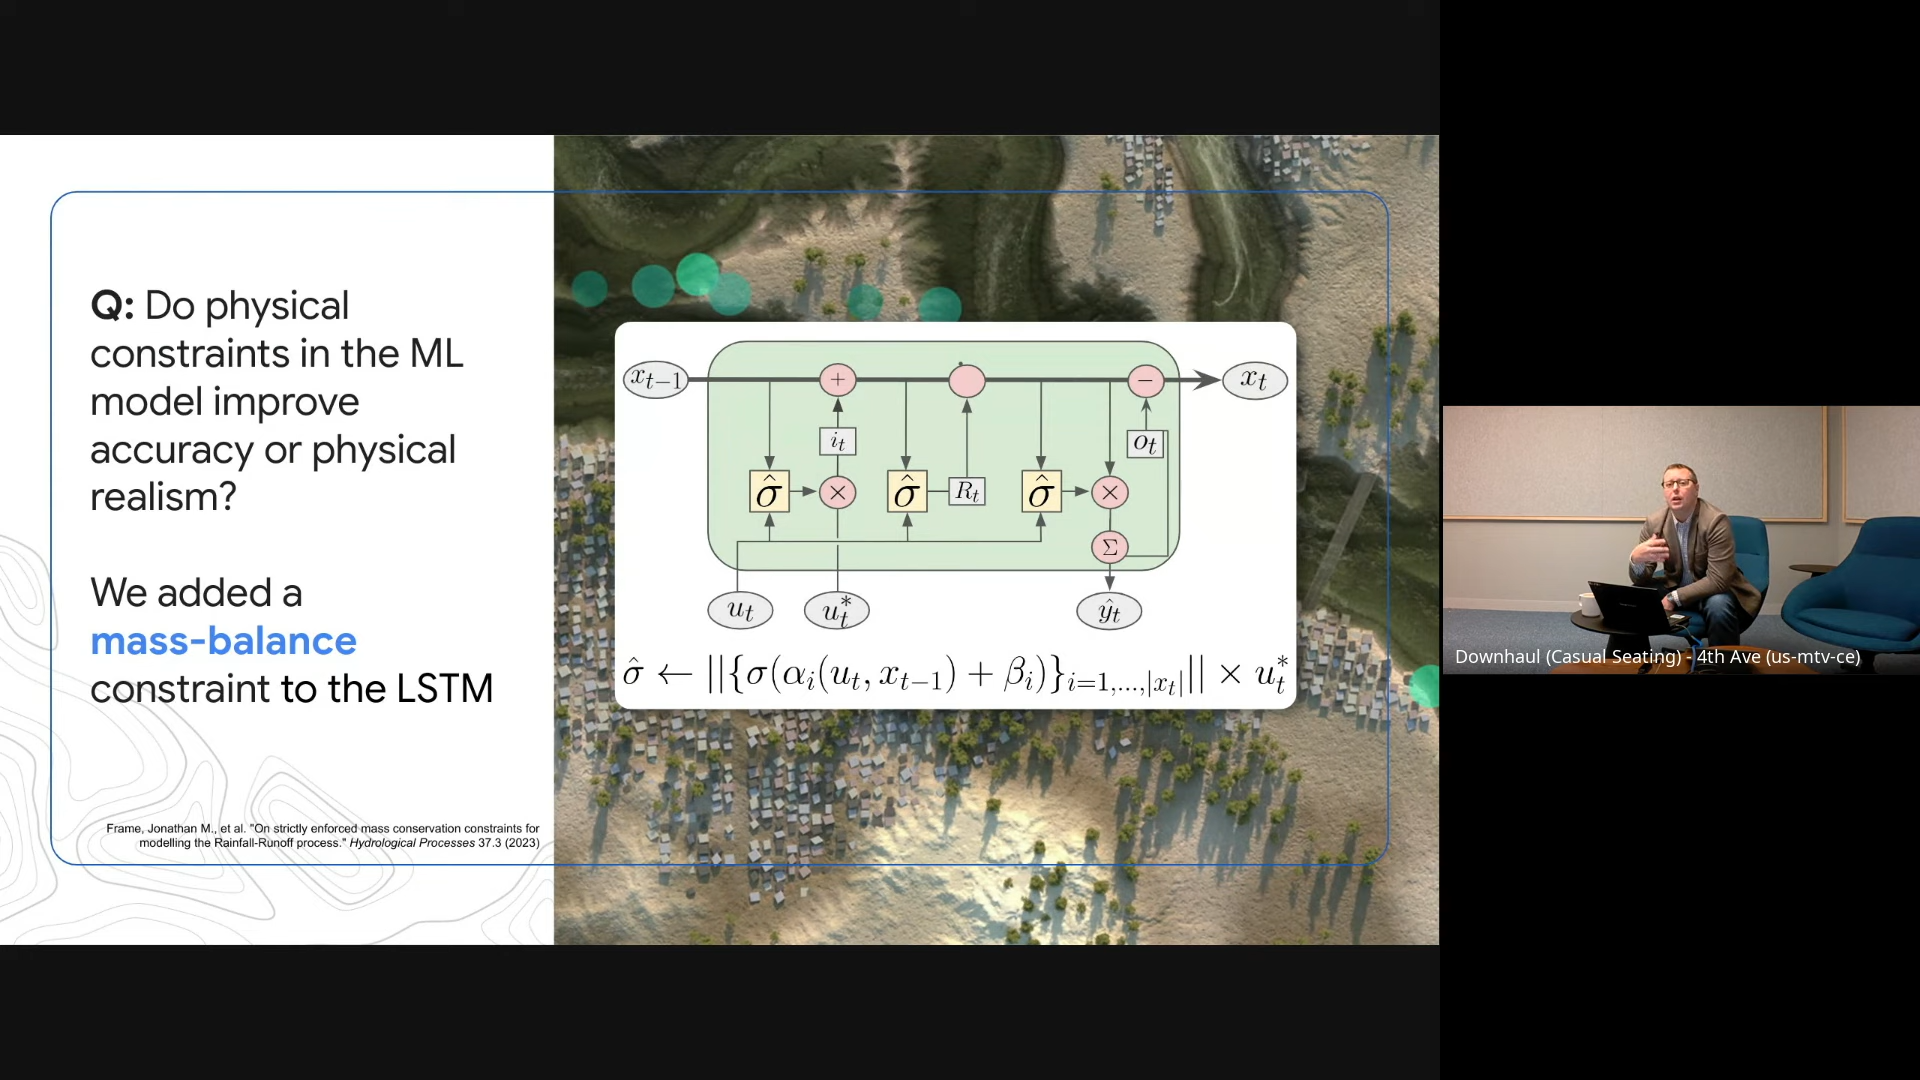 Q: Do physical
constraints in the ML
model improve
accuracy or physical
realism?
We added a
mass-balance
constraint to the LSTM
Frame, Jonathan M., et al. "On strictly enforced mass conservation constraints for
modelling the Rainfall-Runoff process." Hydrological Processes 37.3 (2023)
x_{t−1} + − x_t
i_t o_t
σ̂ × σ̂ R_t σ̂ ×
Σ
u_t u_t^* ŷ_t
σ̂ ← ||{σ(α_i(u_t, x_{t−1}) + β_i)}_{i=1,...,|x_t|}|| × u_t^*
Downhaul (Casual Seating) - 4th Ave (us-mtv-ce)